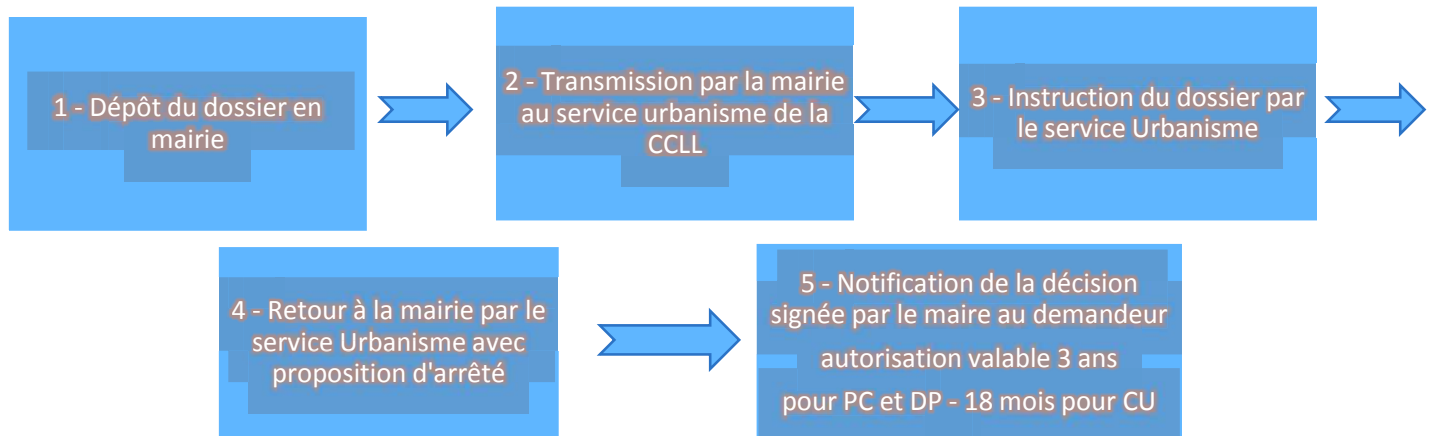 1 - Dépôt du dossier en
mairie
2 - Transmission par la mairie
au service urbanisme de la
CCLL
3 - Instruction du dossier par
le service Urbanisme
4 - Retour à la mairie par le
service Urbanisme avec
proposition d'arrêté
5 - Notification de la décision
signée par le maire au demandeur
autorisation valable 3 ans
pour PC et DP - 18 mois pour CU